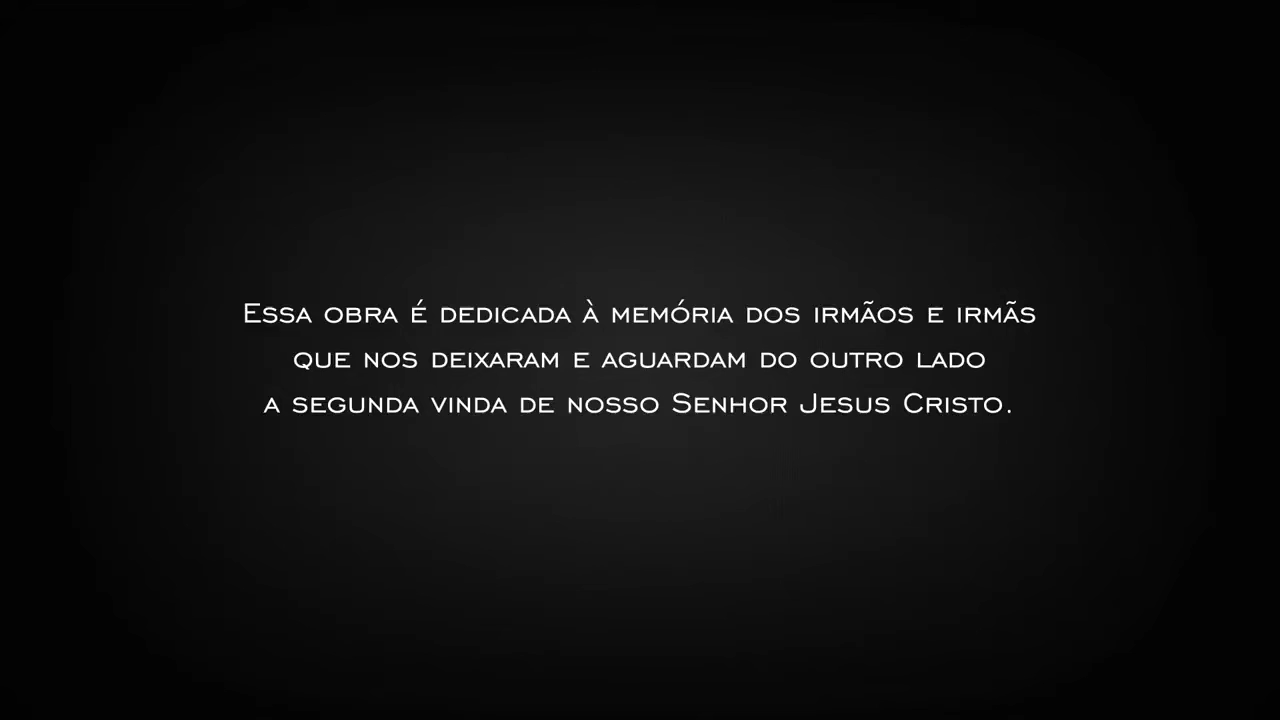 Essa obra é dedicada à memória dos irmãos e irmãs
que nos deixaram e aguardam do outro lado
a segunda vinda de nosso Senhor Jesus Cristo.